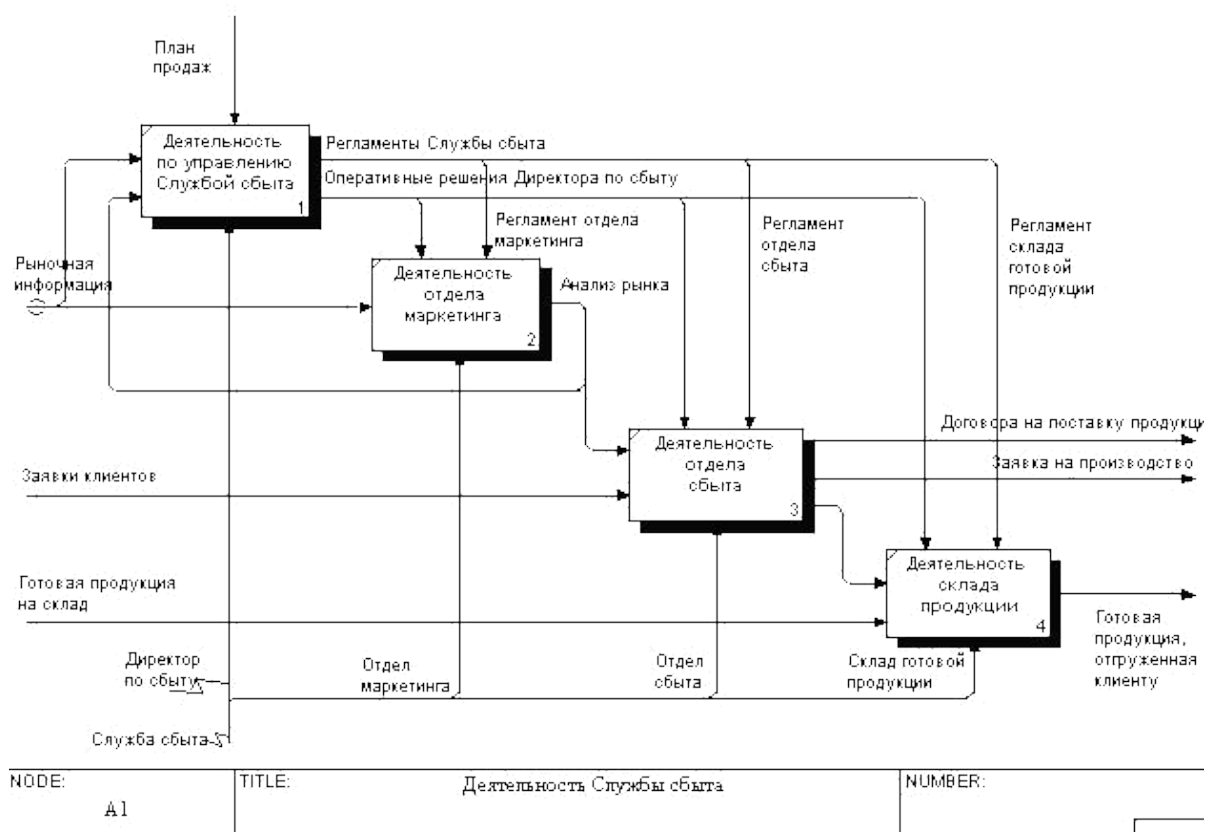 План
продаж
Деятельность
по управлению
Службой сбыта
1
Регламенты Службы сбыта
Оперативные решения Директора по сбыту
Регламент отдела
маркетинга
Регламент
отдела
сбыта
Регламент
склада
готовой
продукции
Рыночная
информация
Деятельность
отдела
маркетинга
2
Анализ рынка
Деятельность
отдела
сбыта
3
Договора на поставку продукци
Заявка на производство
Заявки клиентов
Деятельность
склада
продукции
4
Готовая продукция
на склад
Готовая
продукция,
отгруженная
клиенту
Директор
по сбыту
Отдел
маркетинга
Отдел
сбыта
Склад готовой
продукции
Служба сбыта
NODE:
A1
TITLE:
Деятельность Службы сбыта
NUMBER: